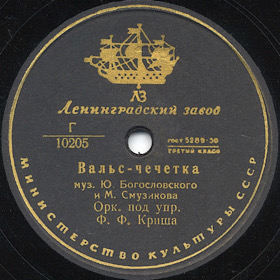 ЛЗ
Ленинградский завод
Г
10205
ГОСТ 5289-50
ТРЕТИЙ КЛАСС
Вальс-чечетка
муз. Ю. Богословского
и М. Смузикова
Орк. под упр.
Ф. Ф. Криша
МИНИСТЕРСТВО КУЛЬТУРЫ СССР